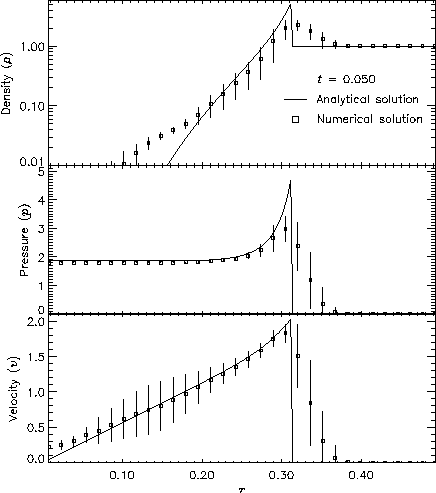 Density (ρ)
1.00
0.10
0.01
t = 0.050
Analytical solution
Numerical solution
Pressure (p)
5
4
3
2
1
0
Velocity (v)
2.0
1.5
1.0
0.5
0.0
0.10 0.20 0.30 0.40
r